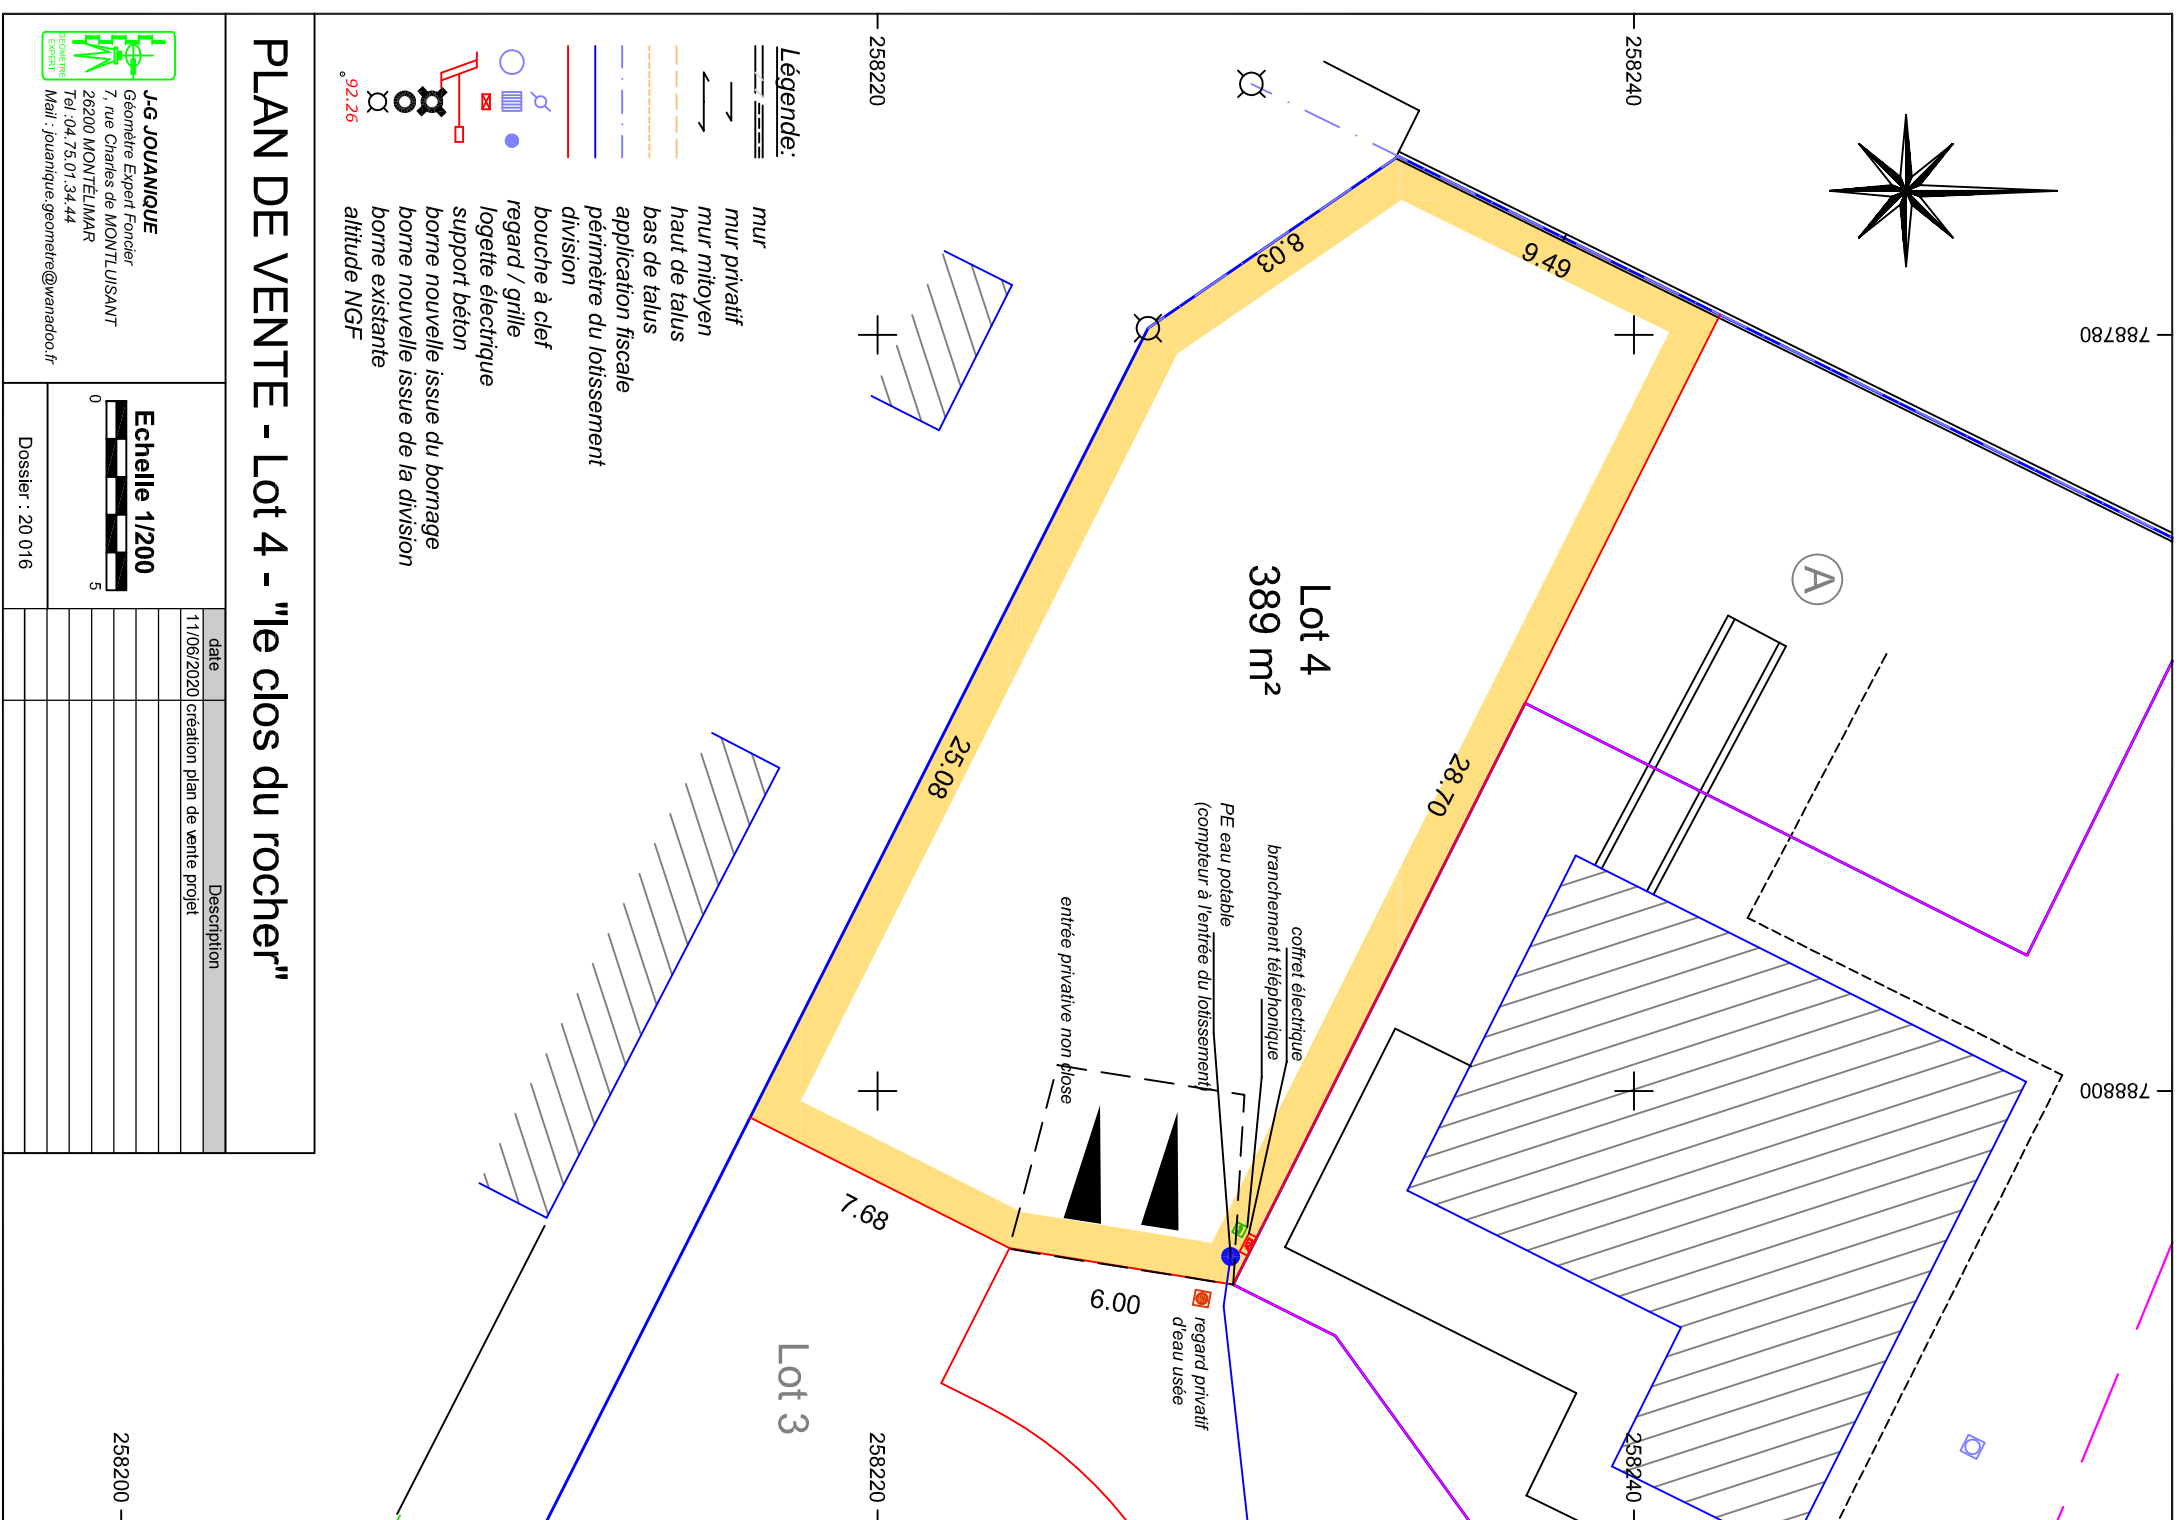 PLAN DE VENTE - Lot 4 - "le clos du rocher"
GEOMETRE
EXPERT
J-G JOUANIQUE
Géomètre Expert Foncier
7, rue Charles de MONTLUISANT
26200 MONTÉLIMAR
Tel :04.75.01.34.44
Mail : jouanique.geometre@wanadoo.fr
Echelle 1/200
0
5
Dossier : 20 016
date
Description
11/06/2020
création plan de vente projet
Légende:
mur
mur privatif
mur mitoyen
haut de talus
bas de talus
application fiscale
périmètre du lotissement
division
bouche à clef
regard / grille
logette électrique
support béton
borne nouvelle issue du bornage
borne nouvelle issue de la division
borne existante
92.26
altitude NGF
258220
258240
788780
788800
258200
258220
258240
8.03
9.49
28.70
25.08
7.68
6.00
A
Lot 4
389 m²
coffret électrique
branchement téléphonique
PE eau potable
(compteur à l'entrée du lotissement)
entrée privative non close
regard privatif
d'eau usée
Lot 3